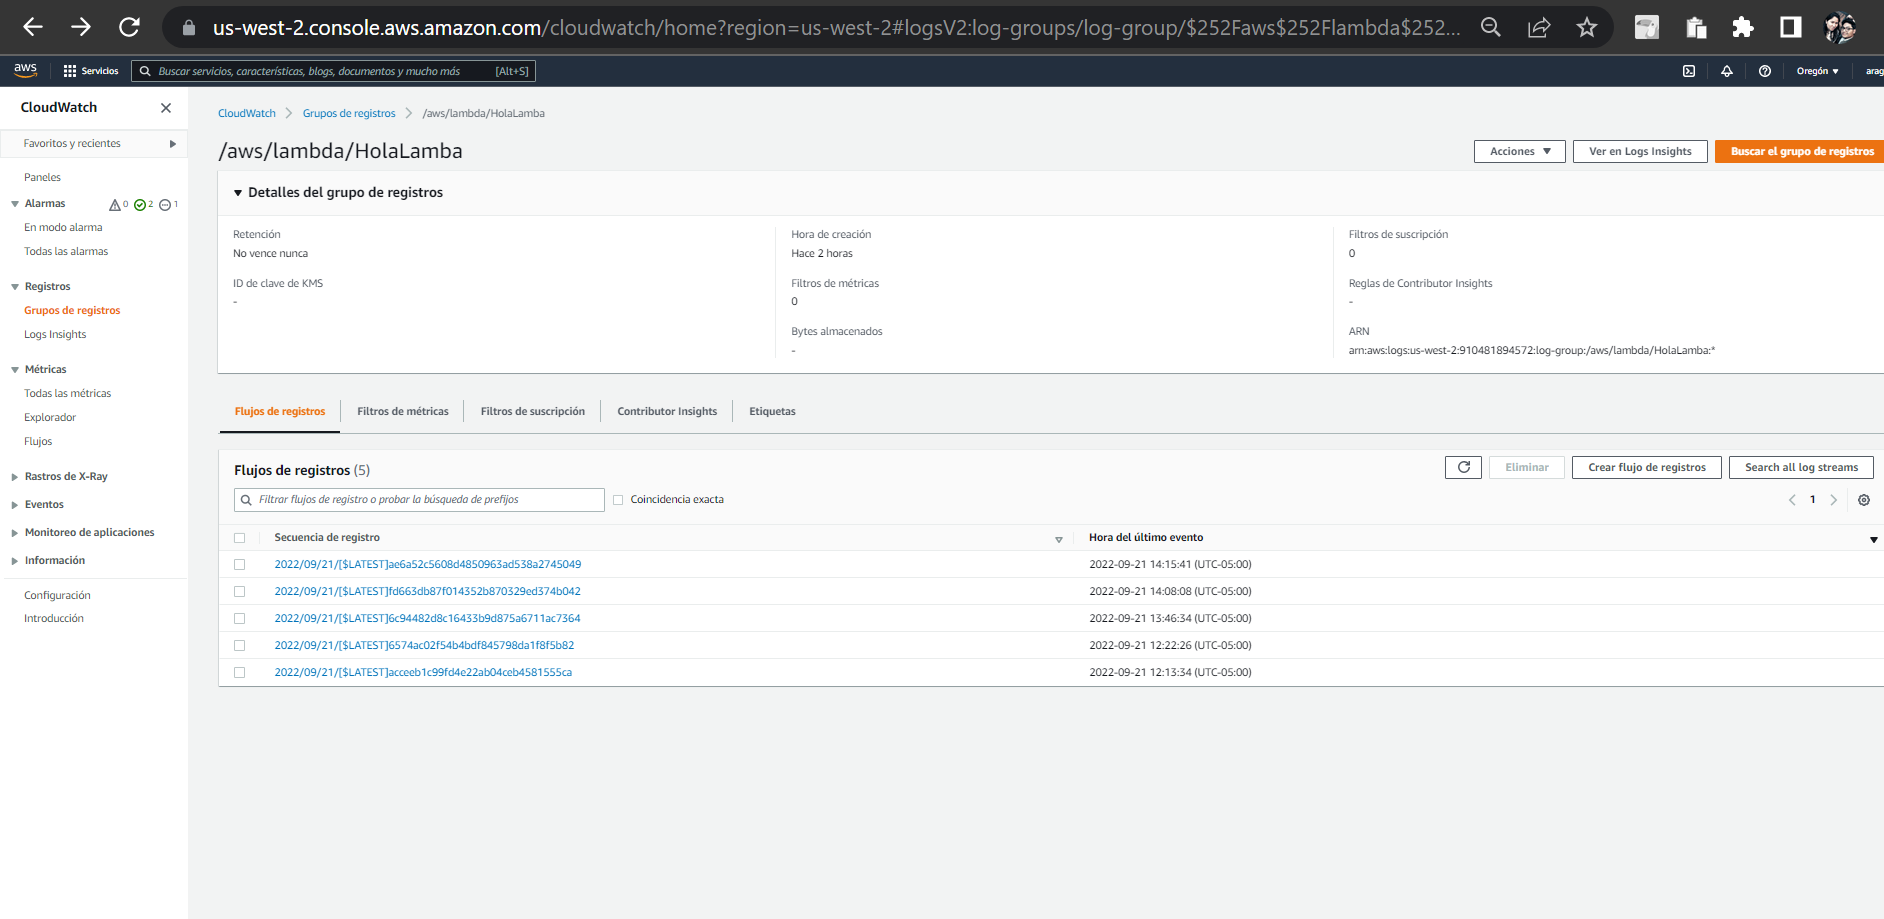 us-west-2.console.aws.amazon.com/cloudwatch/home?region=us-west-2#logsV2:log-groups/log-group/$252Faws$252Flambda$252...
aws Servicios Buscar servicios, características, blogs, documentos y mucho más [Alt+S] Oregón ▼ arag
CloudWatch
Favoritos y recientes
Paneles
Alarmas 0 2 1
En modo alarma
Todas las alarmas
Registros
Grupos de registros
Logs Insights
Métricas
Todas las métricas
Explorador
Flujos
Rastros de X-Ray
Eventos
Monitoreo de aplicaciones
Información
Configuración
Introducción
CloudWatch Grupos de registros /aws/lambda/HolaLamba
/aws/lambda/HolaLamba
Acciones Ver en Logs Insights Buscar el grupo de registros
Detalles del grupo de registros
Retención
No vence nunca
ID de clave de KMS
-
Hora de creación
Hace 2 horas
Filtros de métricas
0
Bytes almacenados
-
Filtros de suscripción
0
Reglas de Contributor Insights
-
ARN
arn:aws:logs:us-west-2:910481894572:log-group:/aws/lambda/HolaLamba:*
Flujos de registros Filtros de métricas Filtros de suscripción Contributor Insights Etiquetas
Flujos de registros (5)
Eliminar Crear flujo de registros Search all log streams
Filtrar flujos de registro o probar la búsqueda de prefijos Coincidencia exacta
1
Secuencia de registro Hora del último evento
2022/09/21/[$LATEST]ae6a52c5608d4850963ad538a2745049 2022-09-21 14:15:41 (UTC-05:00)
2022/09/21/[$LATEST]fd663db87f014352b870329ed374b042 2022-09-21 14:08:08 (UTC-05:00)
2022/09/21/[$LATEST]6c94482d8c16433b9d875a6711ac7364 2022-09-21 13:46:34 (UTC-05:00)
2022/09/21/[$LATEST]6574ac02f54b4bdf845798da1f8f5b82 2022-09-21 12:22:26 (UTC-05:00)
2022/09/21/[$LATEST]acceeb1c99fd4e22ab04ceb4581555ca 2022-09-21 12:13:34 (UTC-05:00)